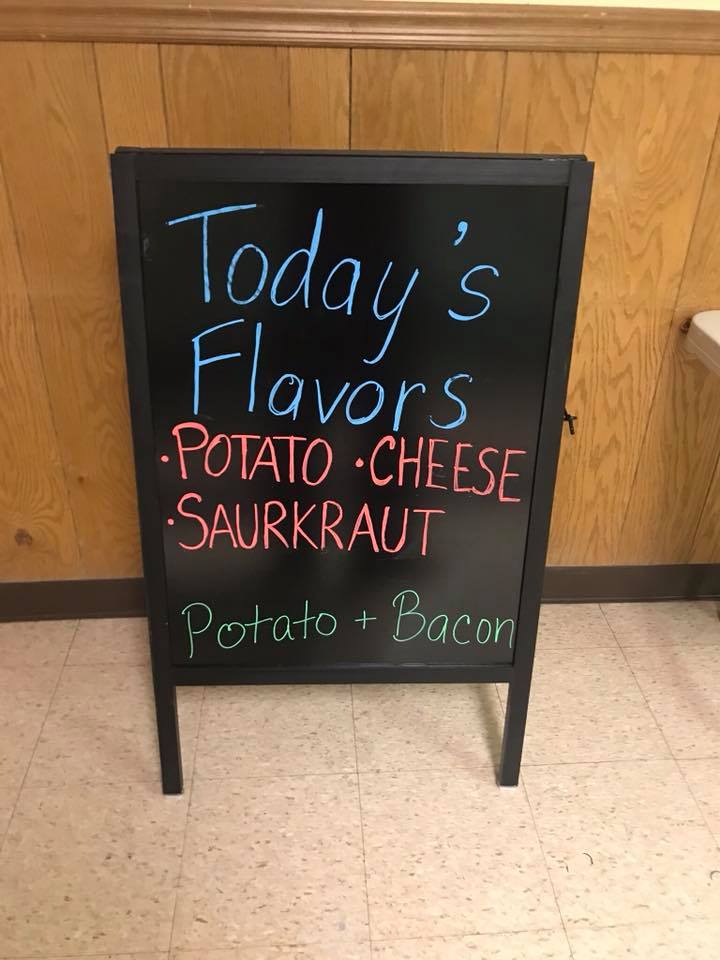 Today's
Flavors
•POTATO •CHEESE
•SAURKRAUT
Potato + Bacon